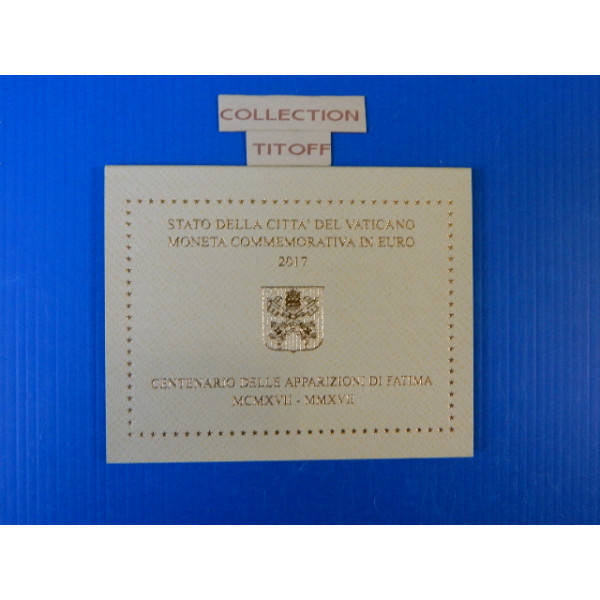 COLLECTION
TITOFF
STATO DELLA CITTA' DEL VATICANO
MONETA COMMEMORATIVA IN EURO
2017
CENTENARIO DELLE APPARIZIONI DI FATIMA
MCMXVII - MMXVII